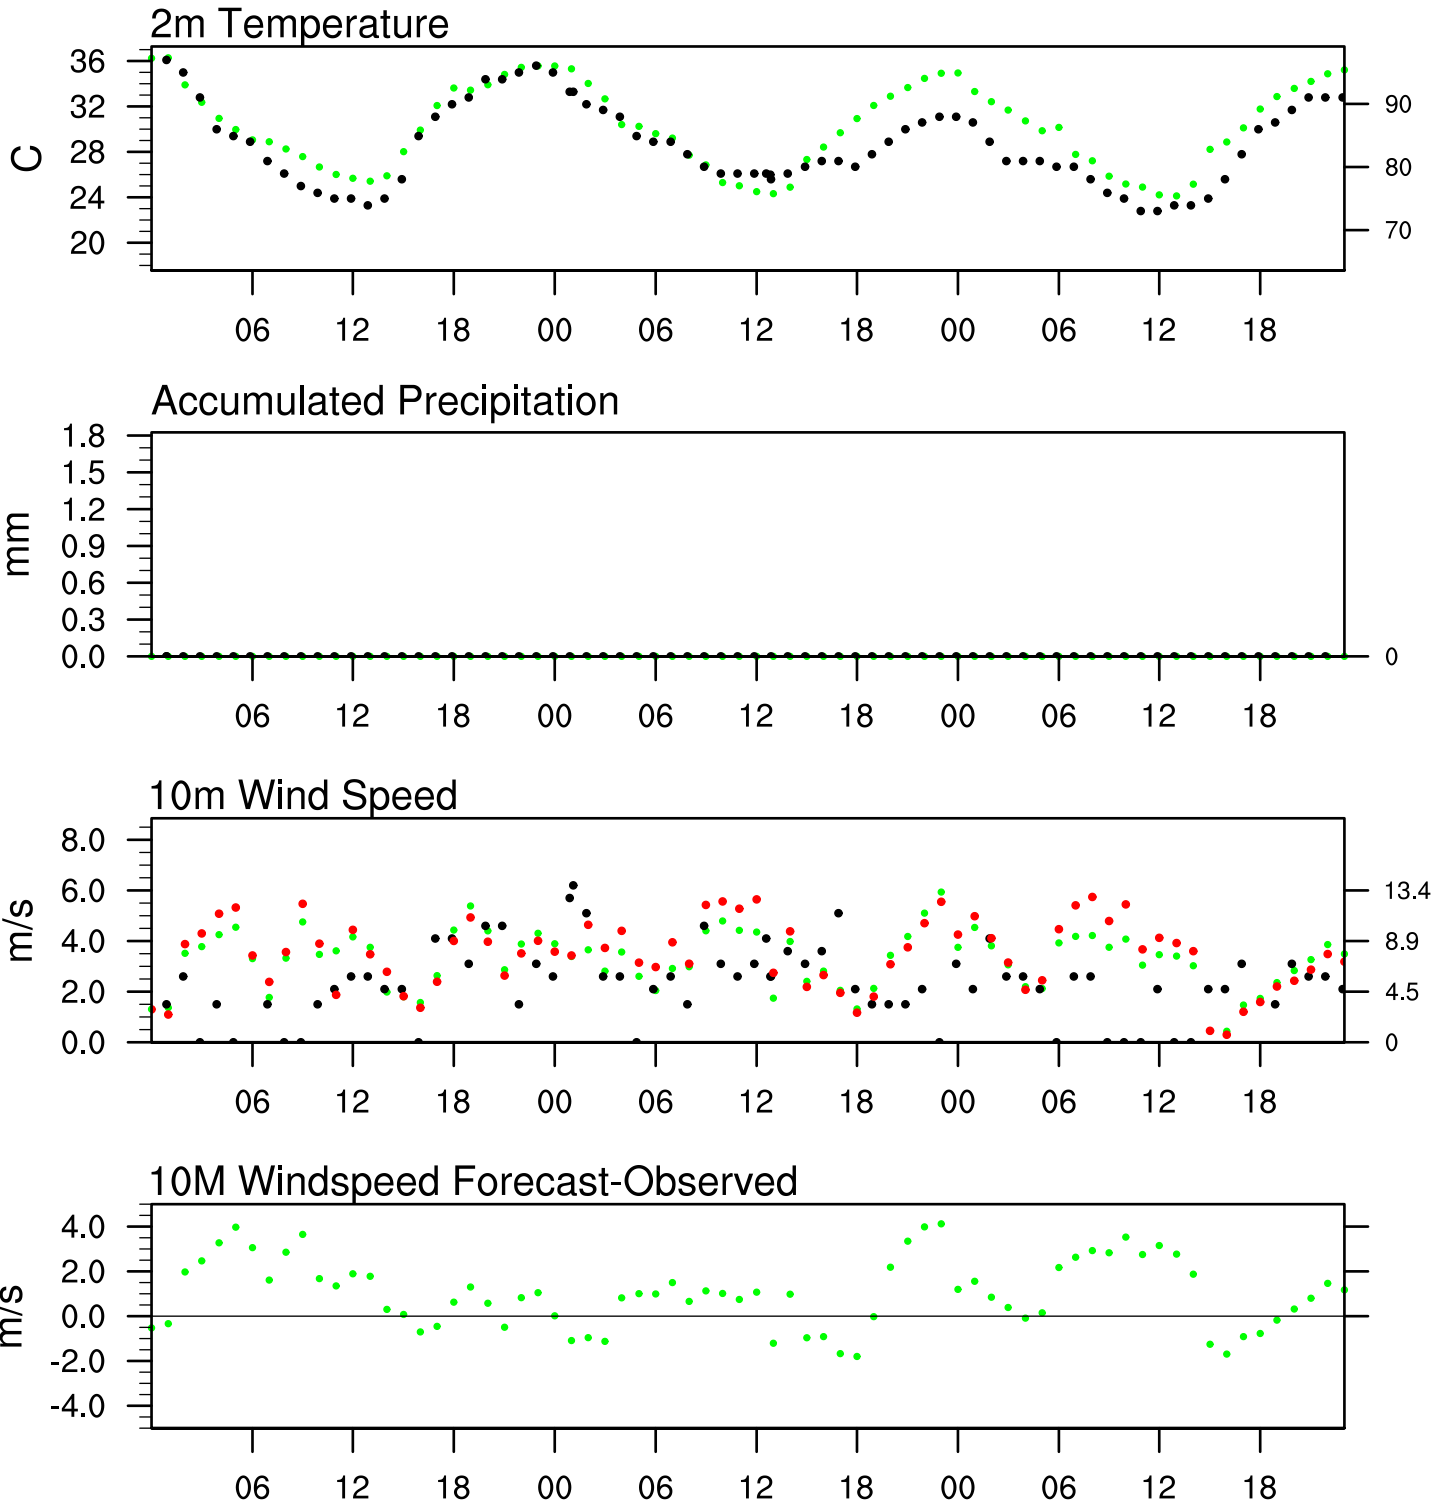 2m Temperature
36
32
28
24
20
C
90
80
70
06 12 18 00 06 12 18 00 06 12 18
Accumulated Precipitation
1.8
1.5
1.2
0.9
0.6
0.3
0.0
mm
0
06 12 18 00 06 12 18 00 06 12 18
10m Wind Speed
8.0
6.0
4.0
2.0
0.0
m/s
13.4
8.9
4.5
0
06 12 18 00 06 12 18 00 06 12 18
10M Windspeed Forecast-Observed
4.0
2.0
0.0
-2.0
-4.0
m/s
06 12 18 00 06 12 18 00 06 12 18